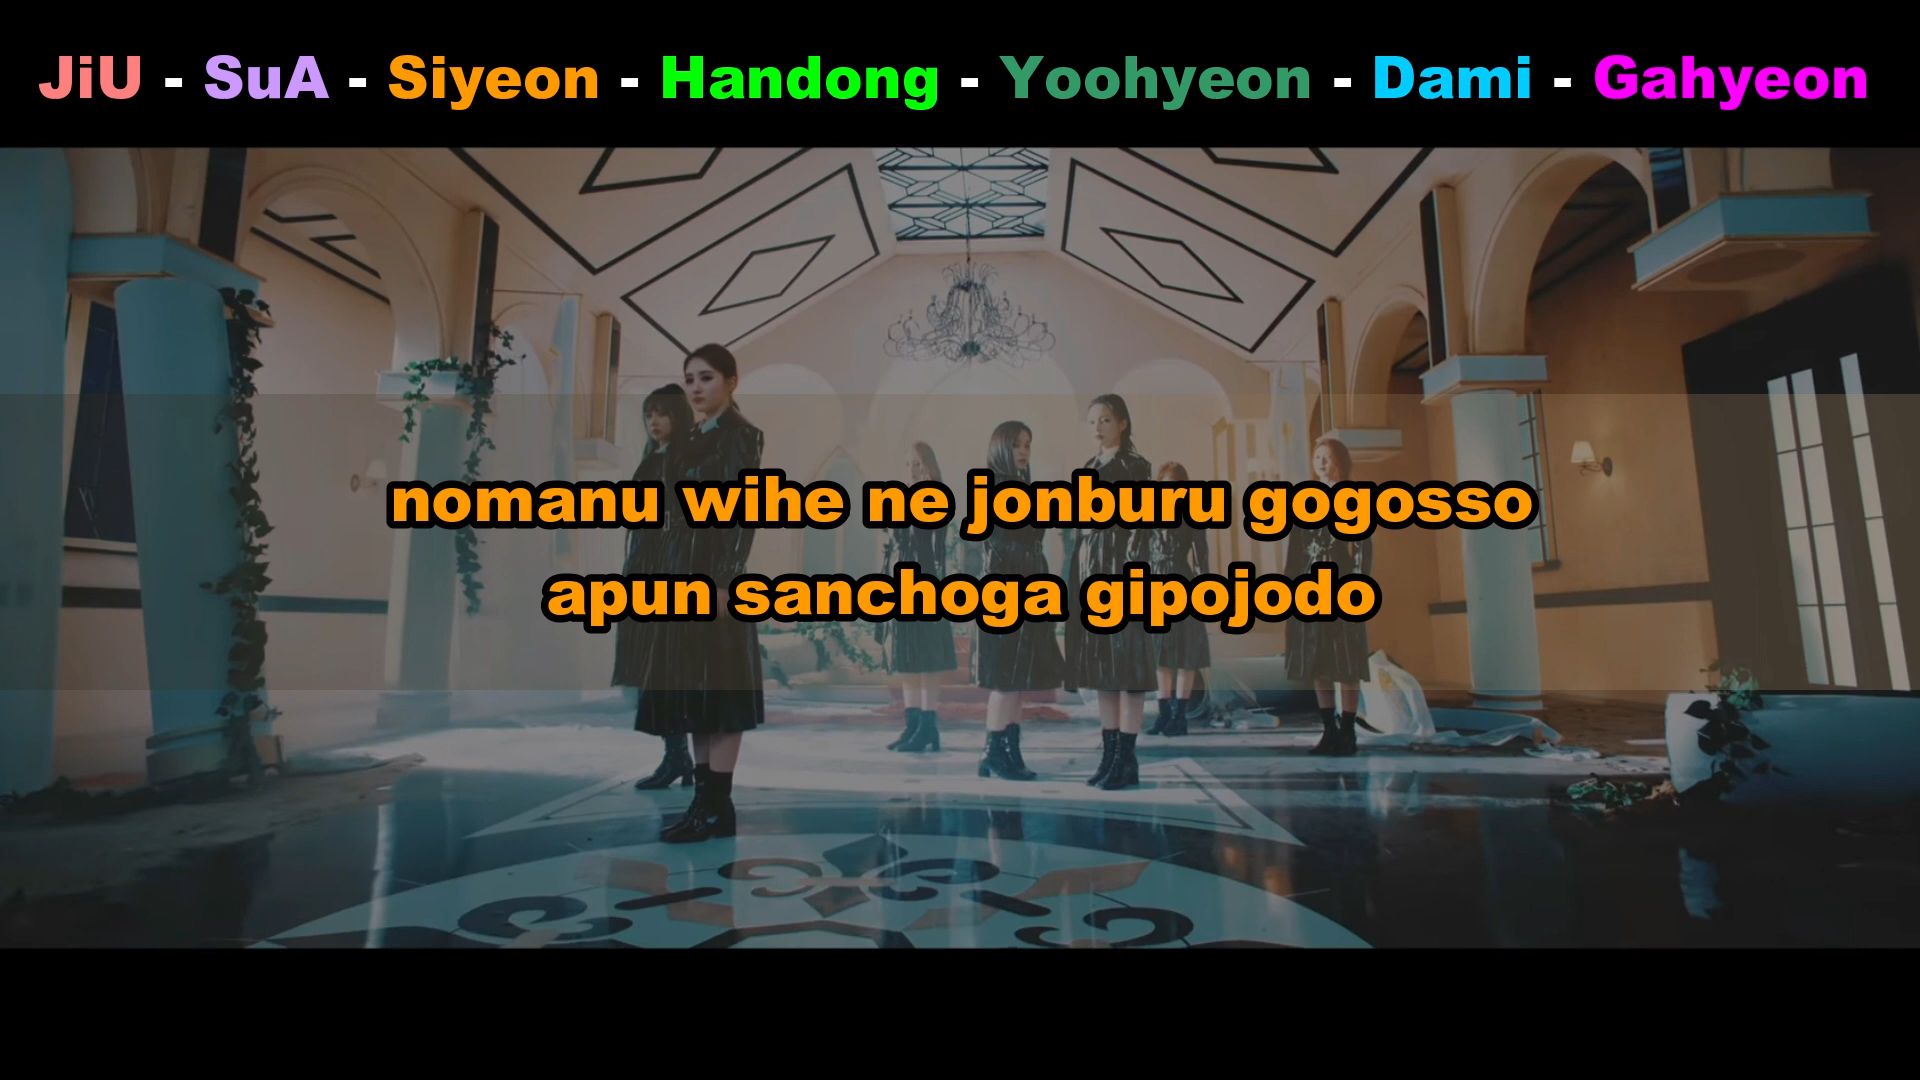 JiU - SuA - Siyeon - Handong - Yoohyeon - Dami - Gahyeon
nomanu wihe ne jonburu gogosso
apun sanchoga gipojodo